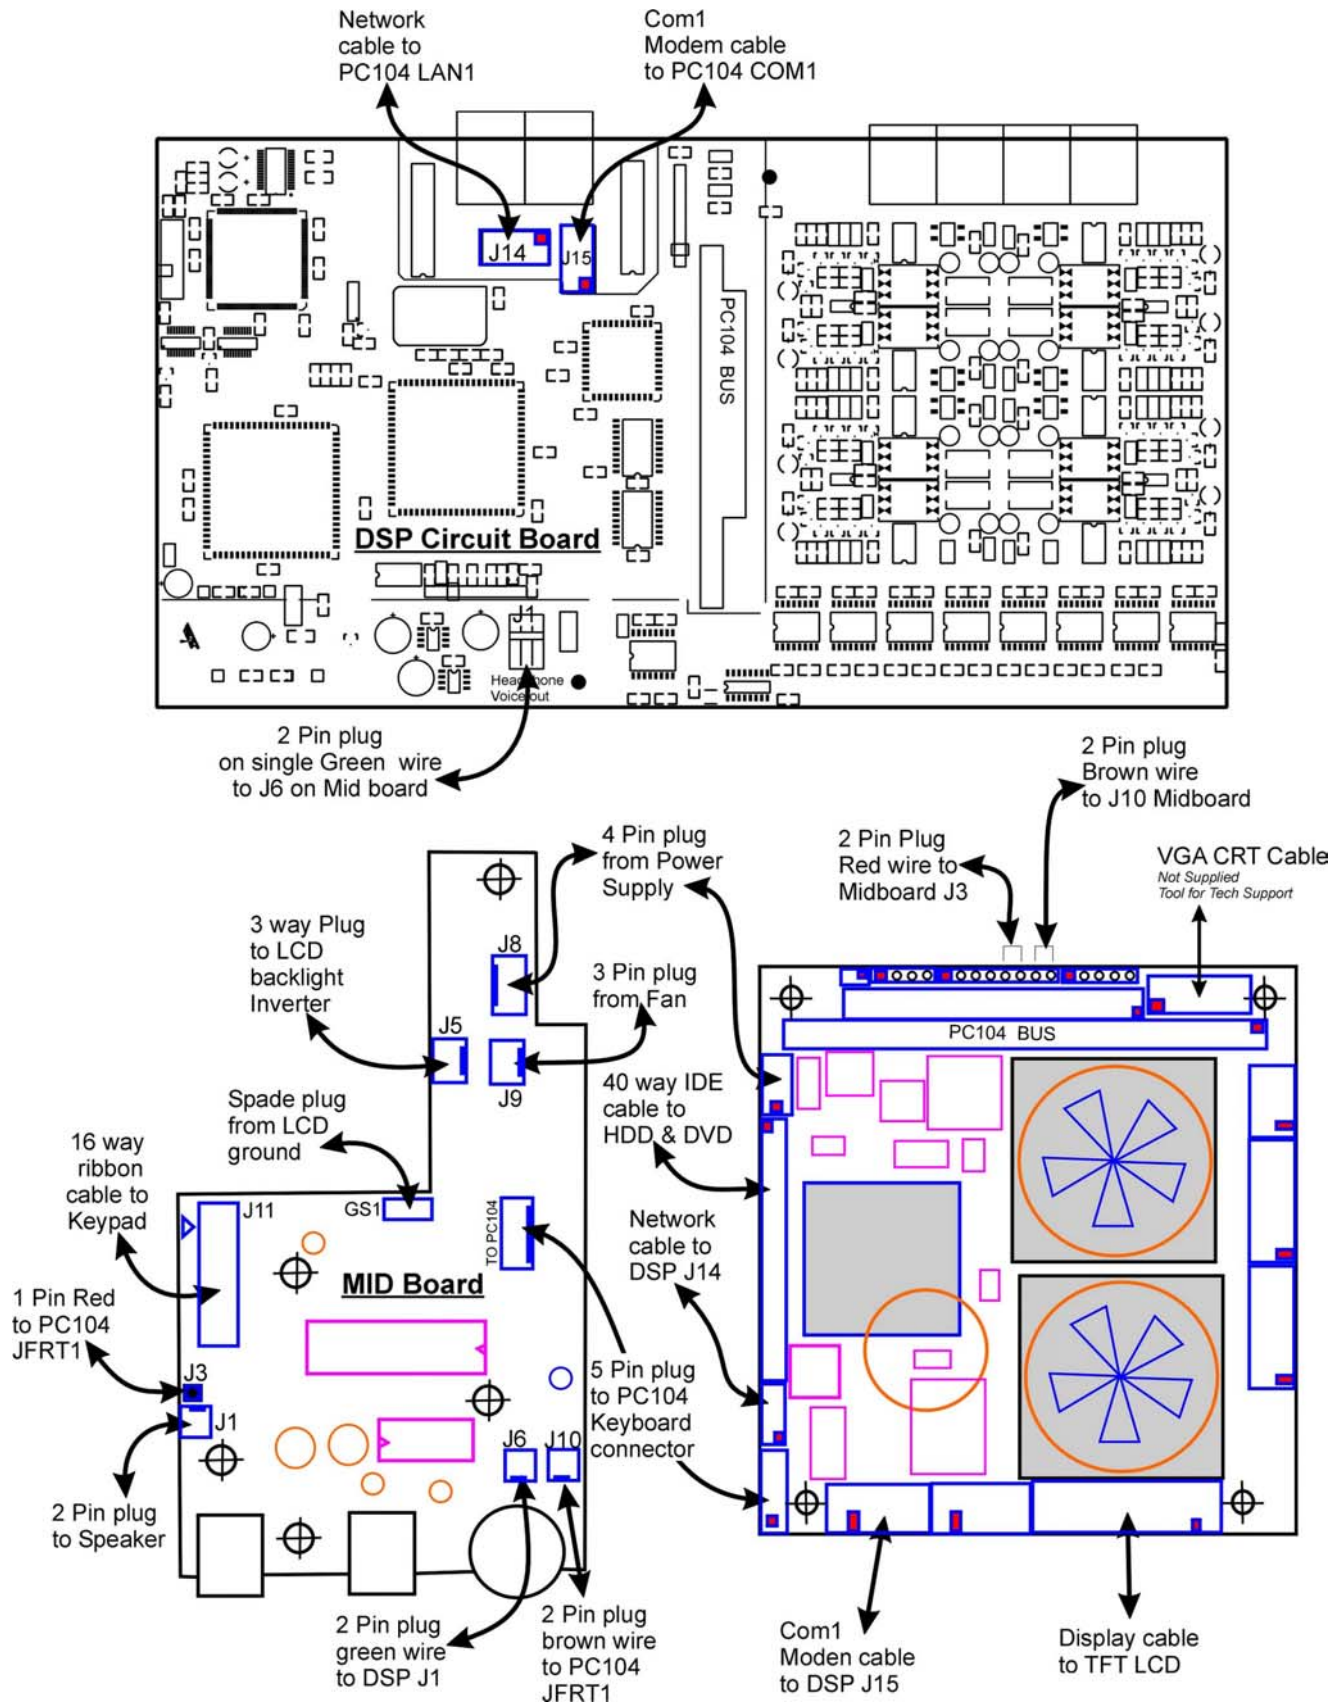 Network
cable to
PC104 LAN1
Com1
Modem cable
to PC104 COM1
J14
J15
PC104 BUS
DSP Circuit Board
J1
Headphone
Voice out
2 Pin plug
on single Green wire
to J6 on Mid board
2 Pin plug
Brown wire
to J10 Midboard
4 Pin plug
from Power
Supply
2 Pin Plug
Red wire to
Midboard J3
VGA CRT Cable
Not Supplied
Tool for Tech Support
3 way Plug
to LCD
backlight
Inverter
J8
3 Pin plug
from Fan
J5
J9
PC104 BUS
40 way IDE
cable to
HDD & DVD
Spade plug
from LCD
ground
16 way
ribbon
cable to
Keypad
J11
GS1
TO PC104
Network
cable to
DSP J14
MID Board
1 Pin Red
to PC104
JFRT1
J3
J1
5 Pin plug
to PC104
Keyboard
connector
J6
J10
2 Pin plug
to Speaker
2 Pin plug
green wire
to DSP J1
2 Pin plug
brown wire
to PC104
JFRT1
Com1
Moden cable
to DSP J15
Display cable
to TFT LCD